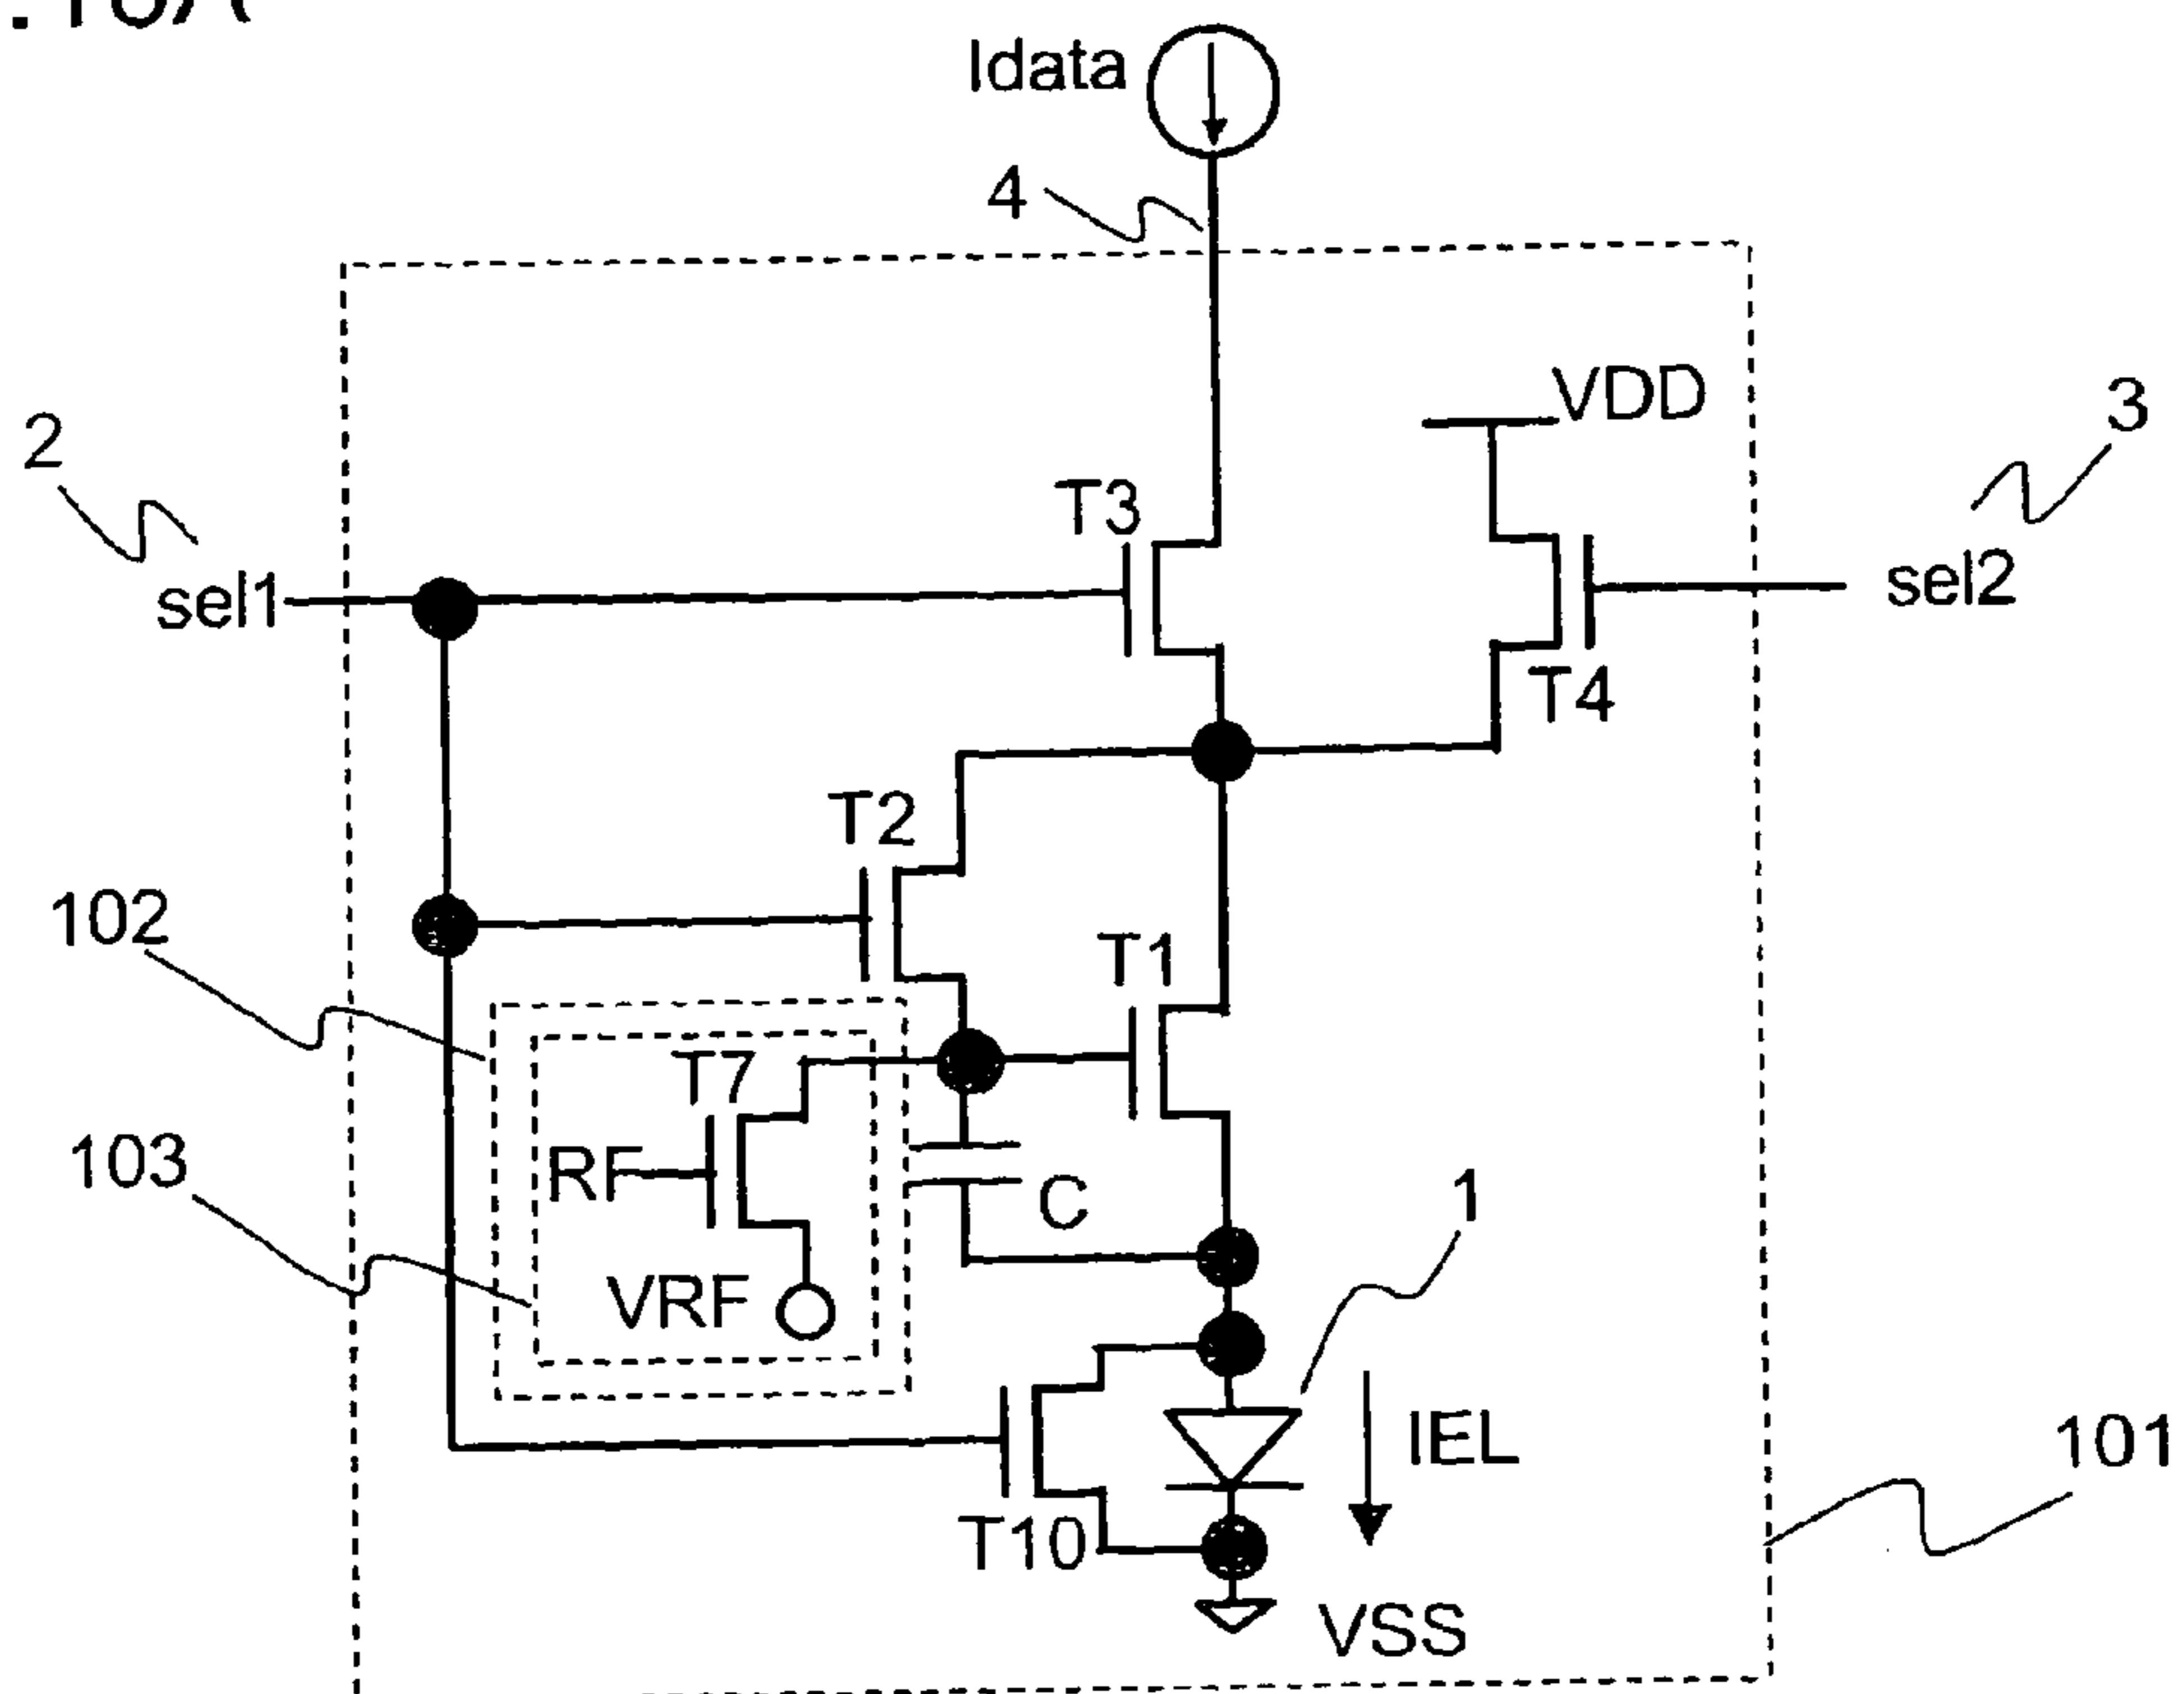 Idata
4
VDD
3
2
T3
sel1
sel2
T4
T2
102
T1
T7
103
RF
C
1
VRF
IEL
101
T10
VSS